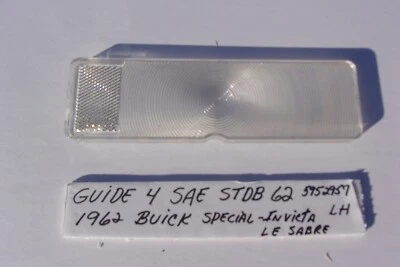 GUIDE 4 SAE STDB 62 5952957
1962 BUICK SPECIAL-INVICTA LH
LE SABRE